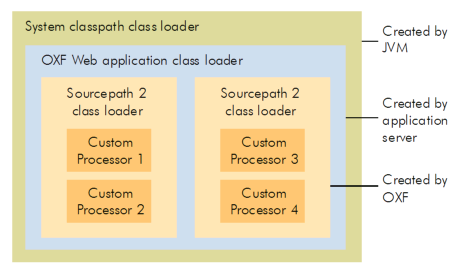 System classpath class loader
OXF Web application class loader
Sourcepath 2
class loader
Custom
Processor 1
Custom
Processor 2
Sourcepath 2
class loader
Custom
Processor 3
Custom
Processor 4
Created by
JVM
Created by
application
server
Created by
OXF